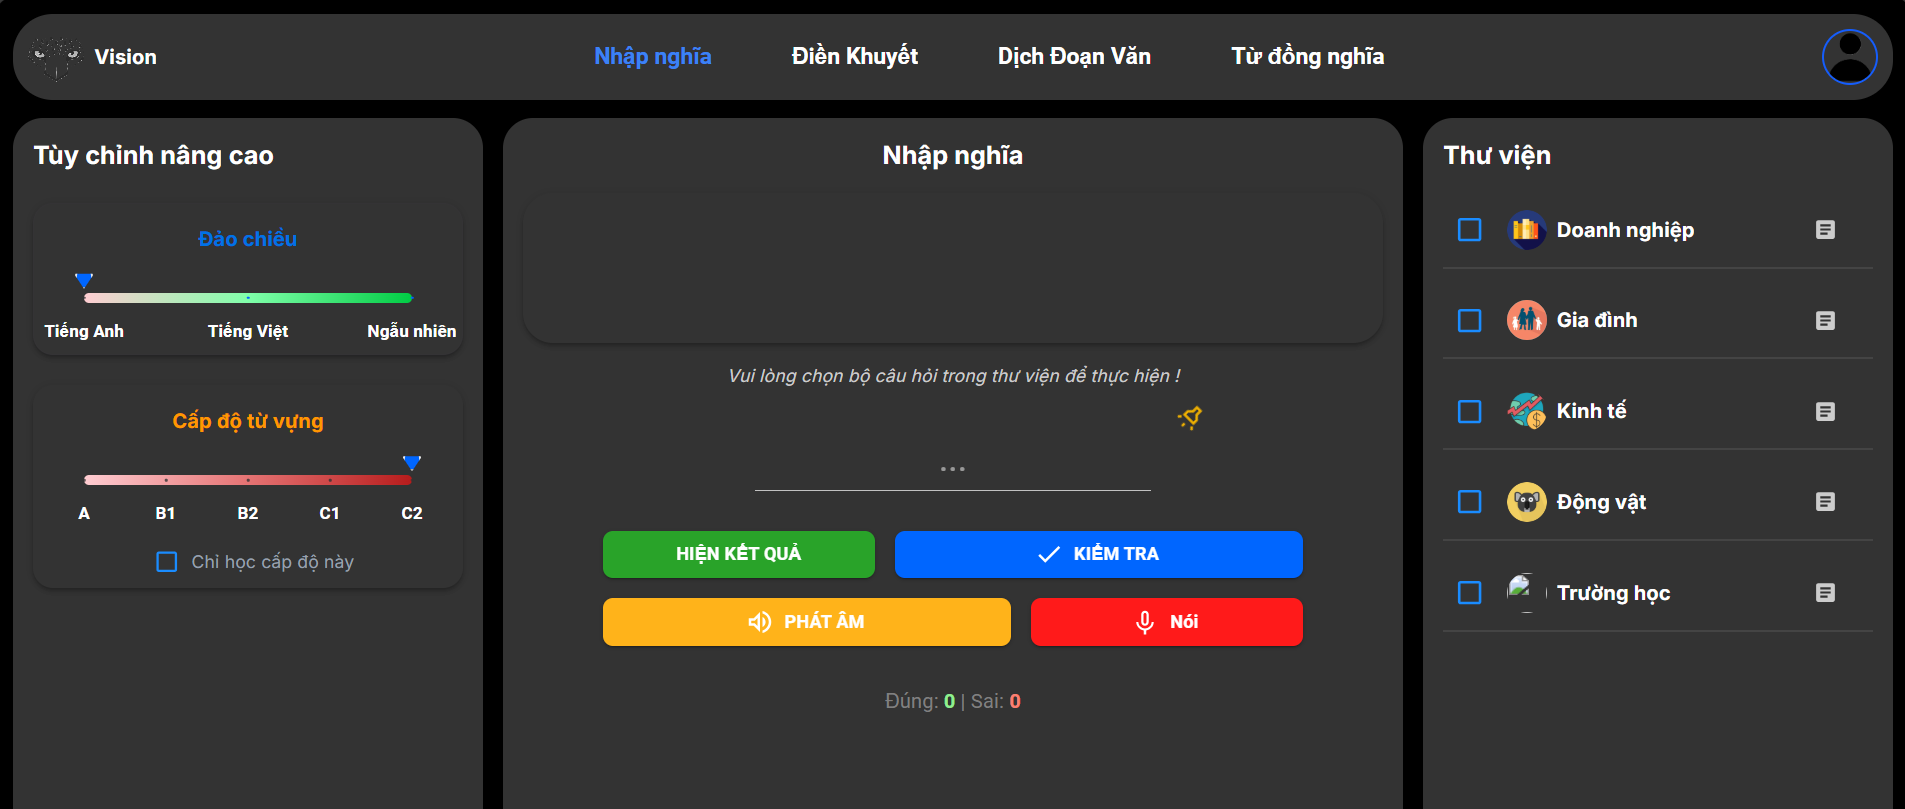 Vision
Nhập nghĩa
Điền Khuyết
Dịch Đoạn Văn
Từ đồng nghĩa
Tùy chỉnh nâng cao
Đảo chiều
Tiếng Anh
Tiếng Việt
Ngẫu nhiên
Cấp độ từ vựng
A
B1
B2
C1
C2
Chỉ học cấp độ này
Nhập nghĩa
Vui lòng chọn bộ câu hỏi trong thư viện để thực hiện !
...
HIỆN KẾT QUẢ
KIỂM TRA
PHÁT ÂM
Nói
Đúng: 0 | Sai: 0
Thư viện
Doanh nghiệp
Gia đình
Kinh tế
Động vật
Trường học